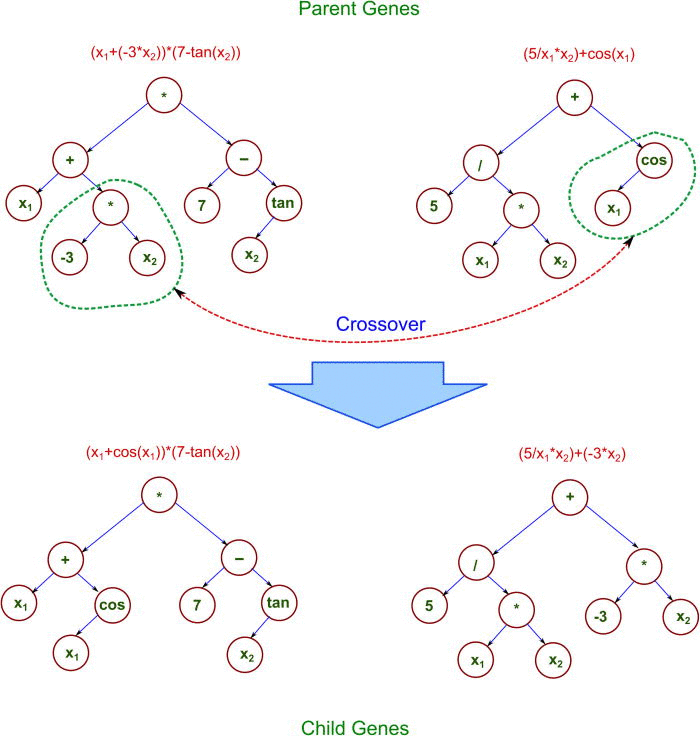 Parent Genes
(x₁+(-3*x₂))*(7-tan(x₂))
(5/x₁*x₂)+cos(x₁)
*
+
+
−
/
cos
x₁
*
7
tan
5
*
x₁
-3
x₂
x₂
x₁
x₂
Crossover
(x₁+cos(x₁))*(7-tan(x₂))
(5/x₁*x₂)+(-3*x₂)
*
+
+
−
/
*
x₁
cos
7
tan
5
*
-3
x₂
x₁
x₂
x₁
x₂
Child Genes